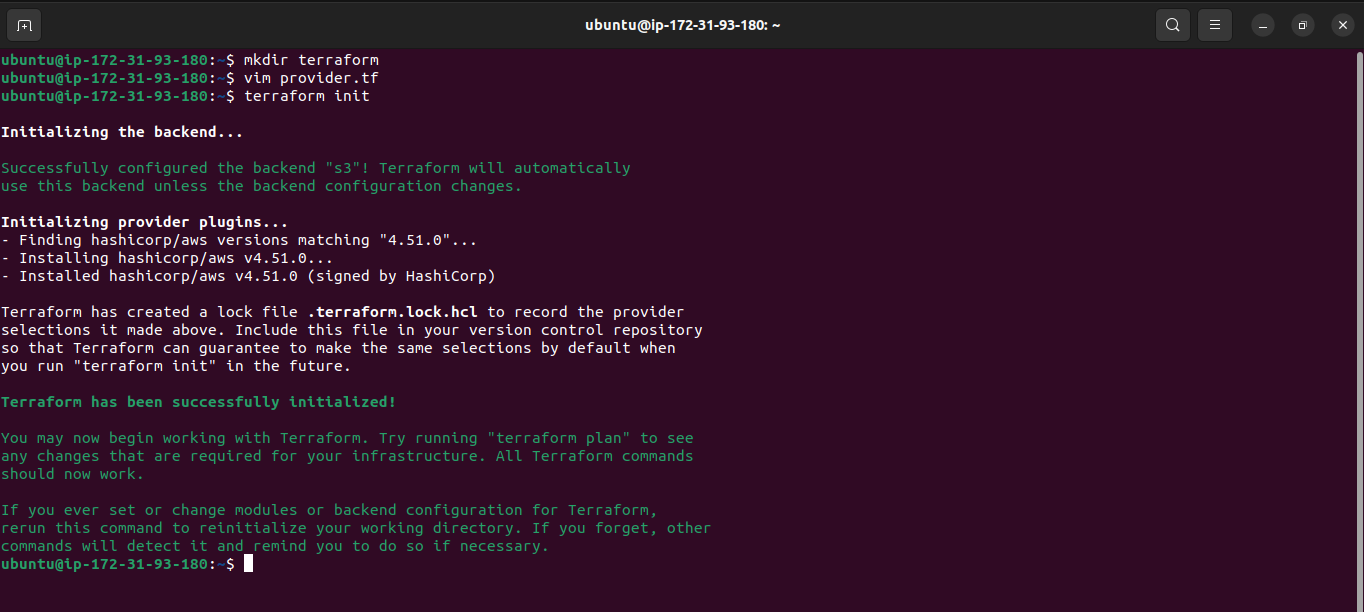 ubuntu@ip-172-31-93-180: ~
ubuntu@ip-172-31-93-180:~$ mkdir terraform
ubuntu@ip-172-31-93-180:~$ vim provider.tf
ubuntu@ip-172-31-93-180:~$ terraform init
Initializing the backend...
Successfully configured the backend "s3"! Terraform will automatically
use this backend unless the backend configuration changes.
Initializing provider plugins...
- Finding hashicorp/aws versions matching "4.51.0"...
- Installing hashicorp/aws v4.51.0...
- Installed hashicorp/aws v4.51.0 (signed by HashiCorp)
Terraform has created a lock file .terraform.lock.hcl to record the provider
selections it made above. Include this file in your version control repository
so that Terraform can guarantee to make the same selections by default when
you run "terraform init" in the future.
Terraform has been successfully initialized!
You may now begin working with Terraform. Try running "terraform plan" to see
any changes that are required for your infrastructure. All Terraform commands
should now work.
If you ever set or change modules or backend configuration for Terraform,
rerun this command to reinitialize your working directory. If you forget, other
commands will detect it and remind you to do so if necessary.
ubuntu@ip-172-31-93-180:~$